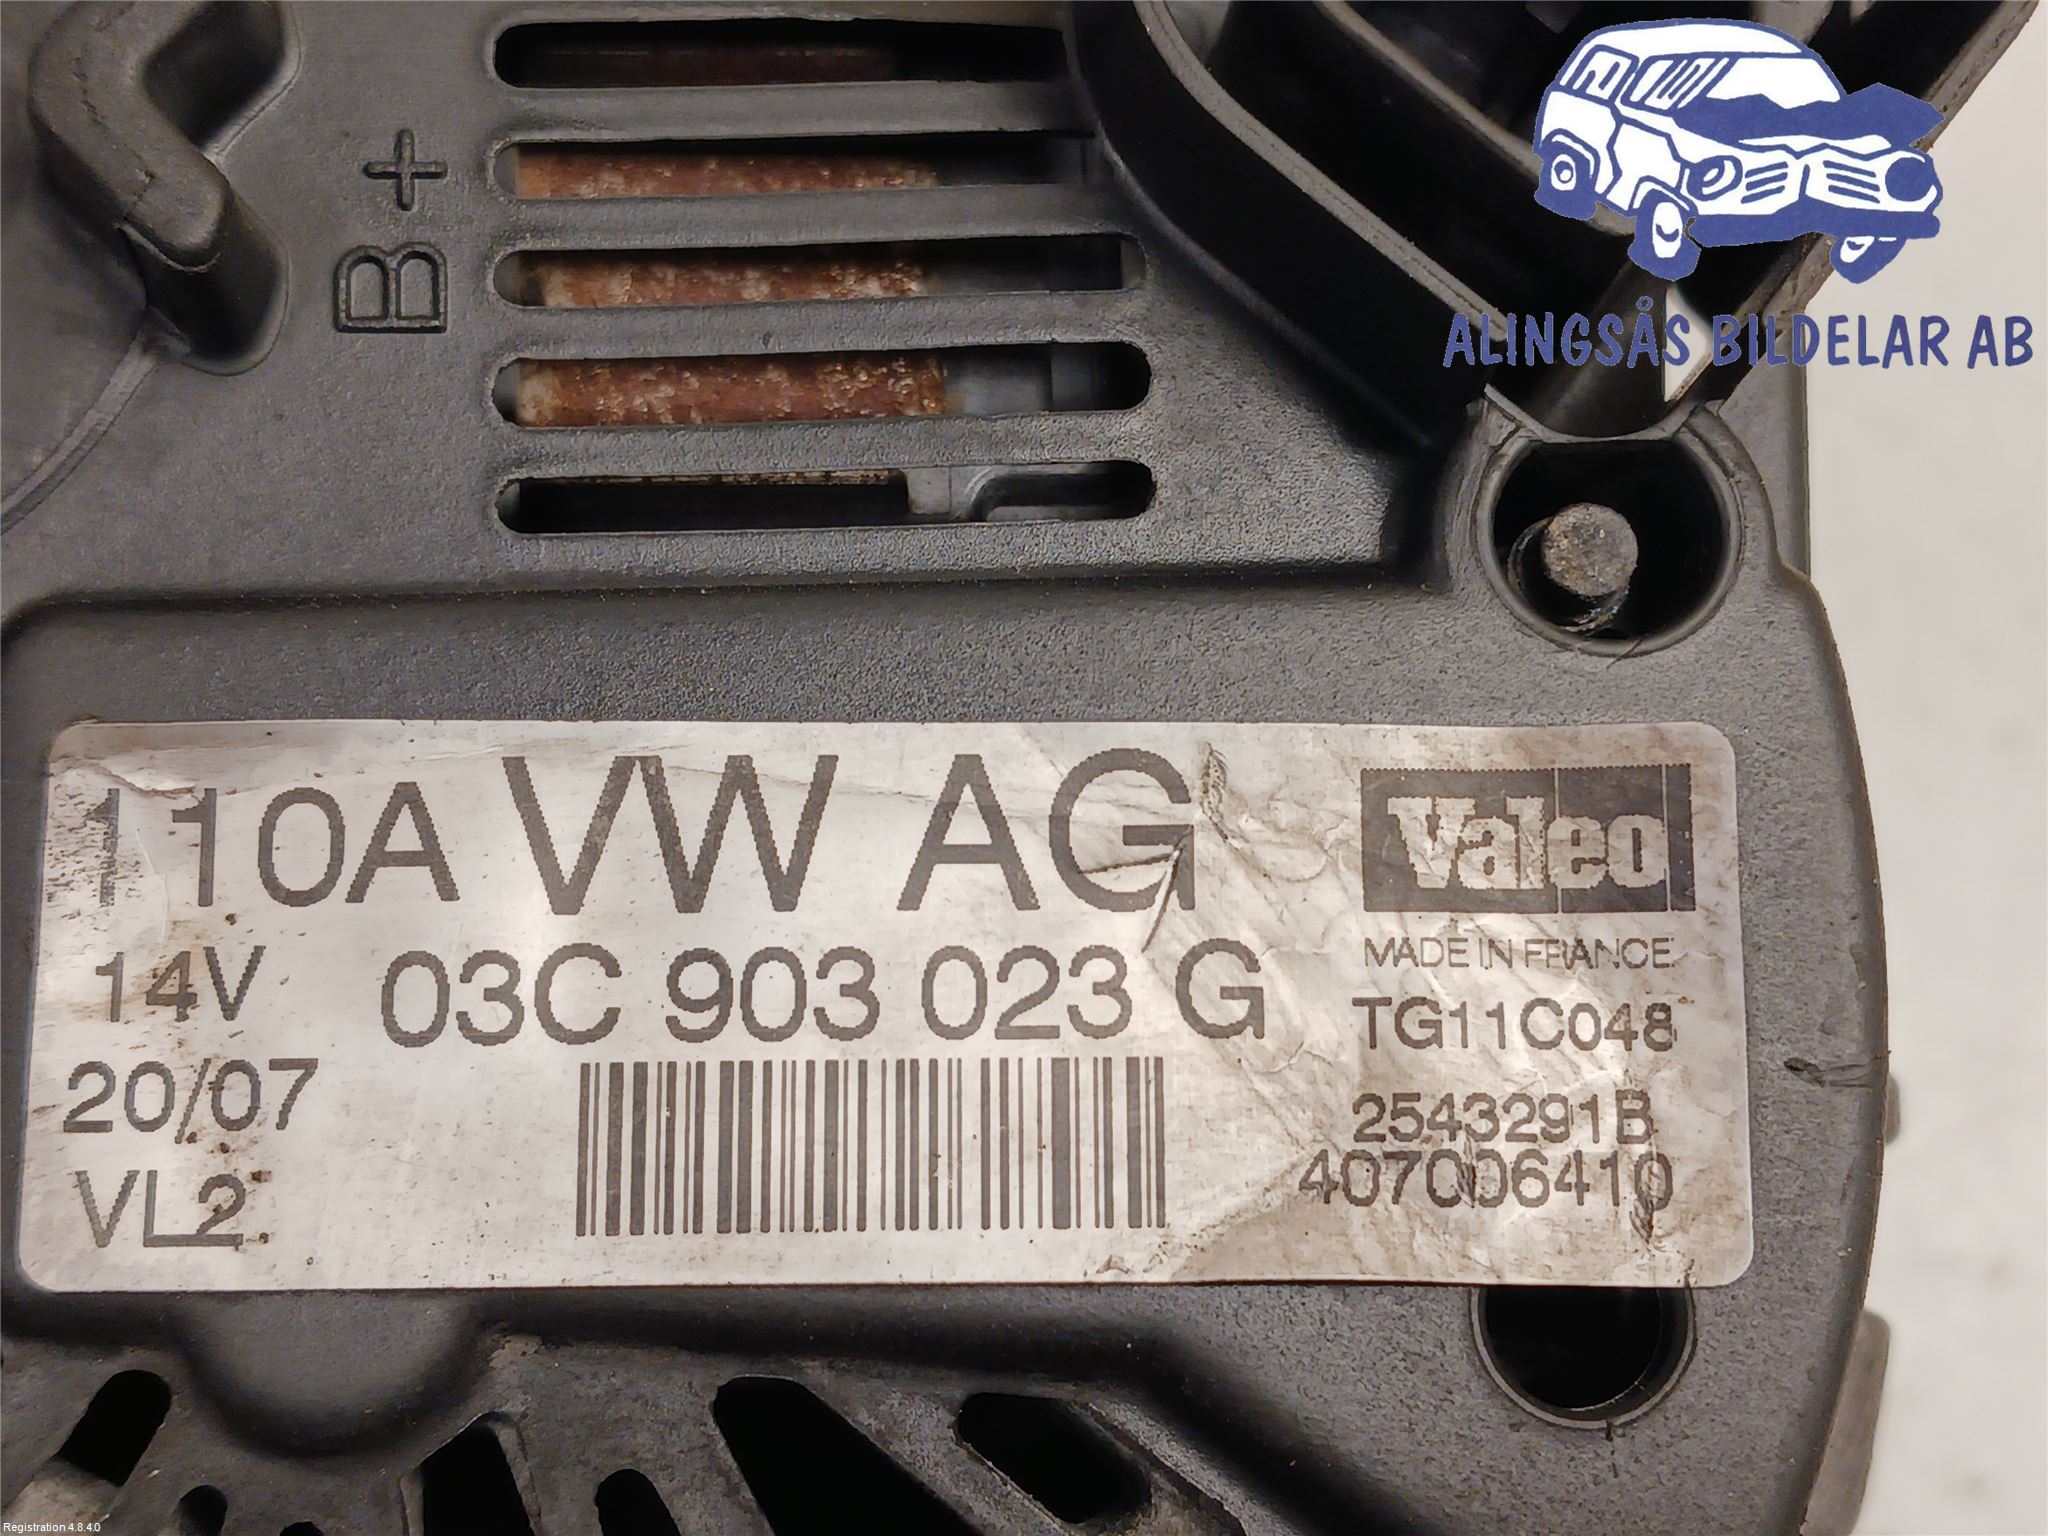 B+
ALINGSÅS BILDELAR AB
110A VW AG
Valeo
14V
03C 903 023 G
MADE IN FRANCE
TG11C048
20/07
2543291B
VL2
407006410
Registration 4.8.4.0